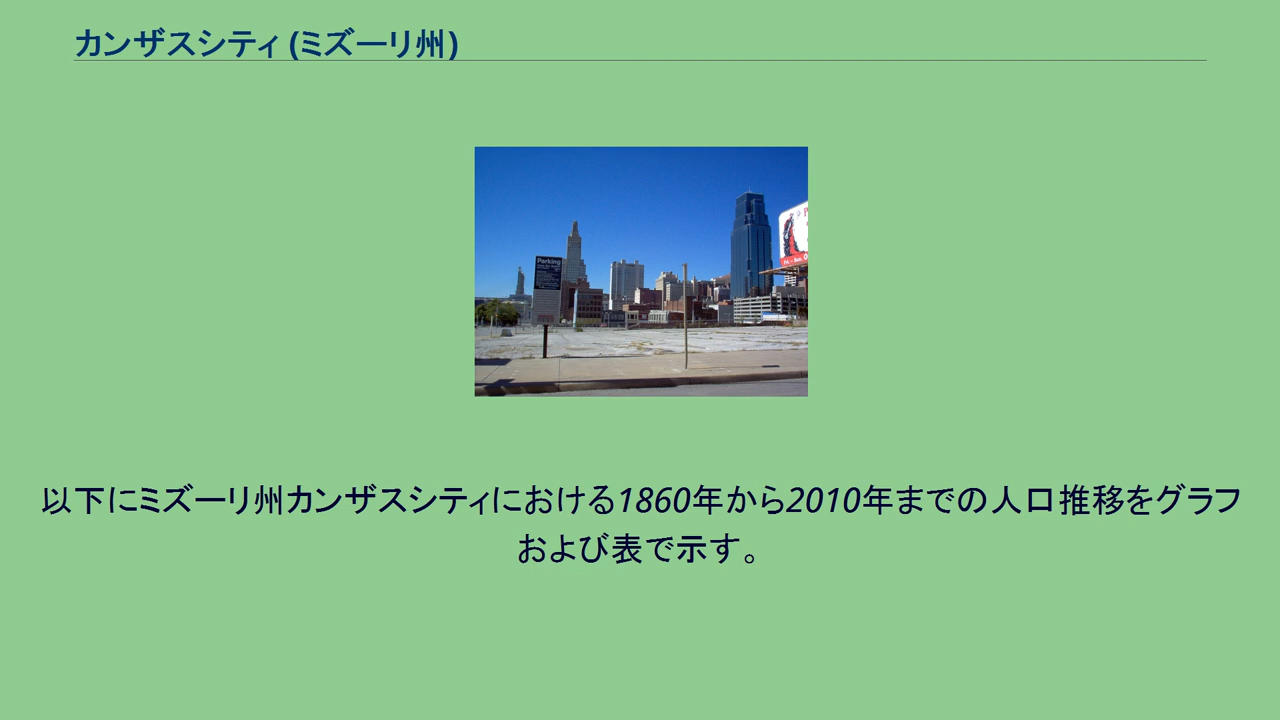 カンザスシティ (ミズーリ州)
Parking
以下にミズーリ州カンザスシティにおける1860年から2010年までの人口推移をグラフ
および表で示す。